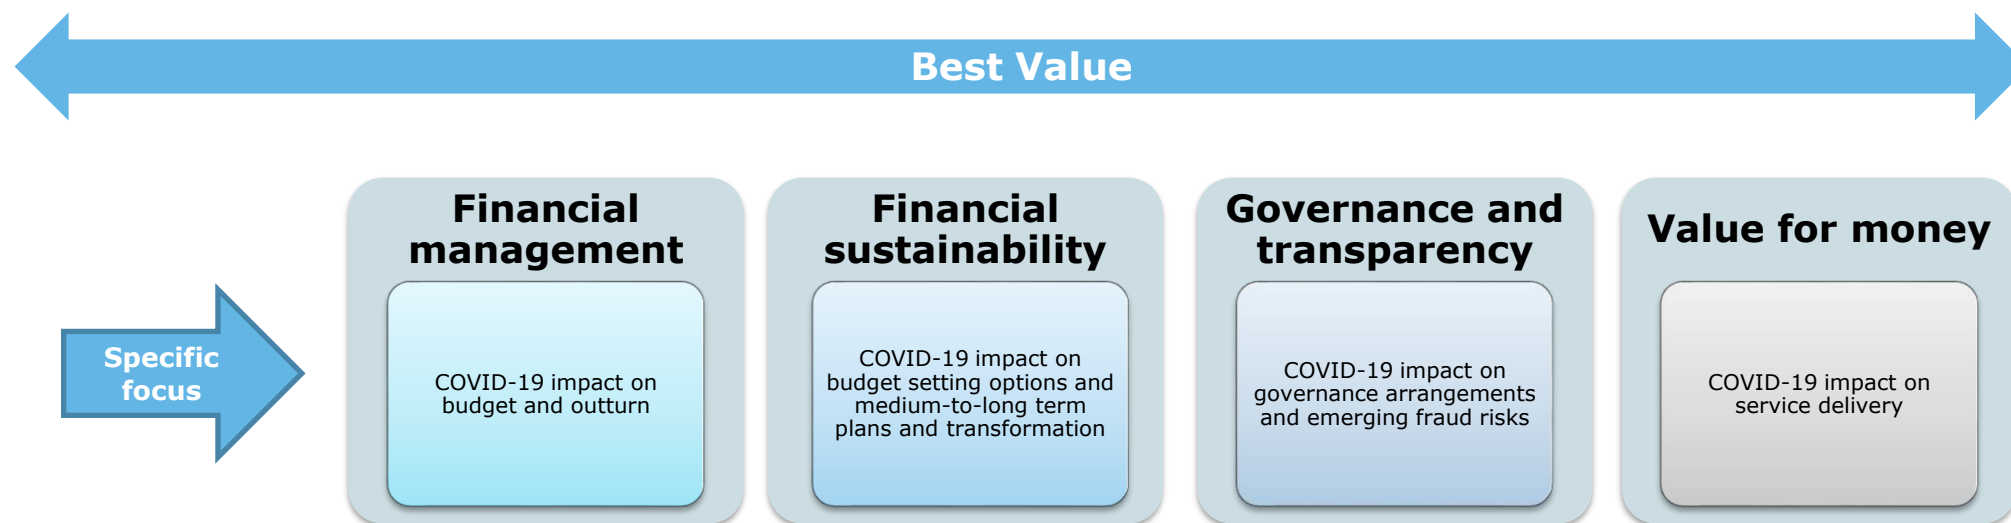 Best Value
Financial
management
Financial
sustainability
Governance and
transparency
Value for money
Specific
focus
COVID-19 impact on
budget and outturn
COVID-19 impact on
budget setting options and
medium-to-long term
plans and transformation
COVID-19 impact on
governance arrangements
and emerging fraud risks
COVID-19 impact on
service delivery